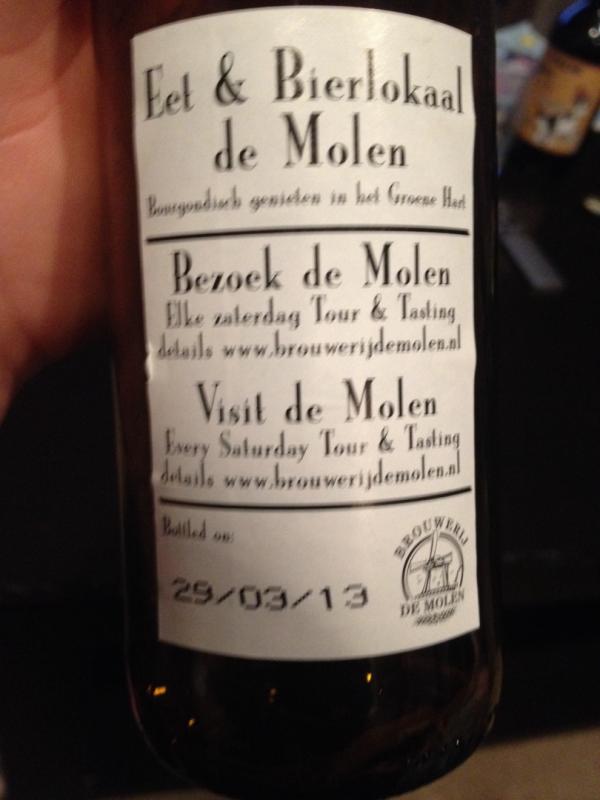 Eet & Bierlokaal
de Molen
Bourgondisch genieten in het Groene Hart
Bezoek de Molen
Elke zaterdag Tour & Tasting
details www.brouwerijdemolen.nl
Visit de Molen
Every Saturday Tour & Tasting
details www.brouwerijdemolen.nl
Bottled on:
29/03/13
BROUWERIJ
DE MOLEN